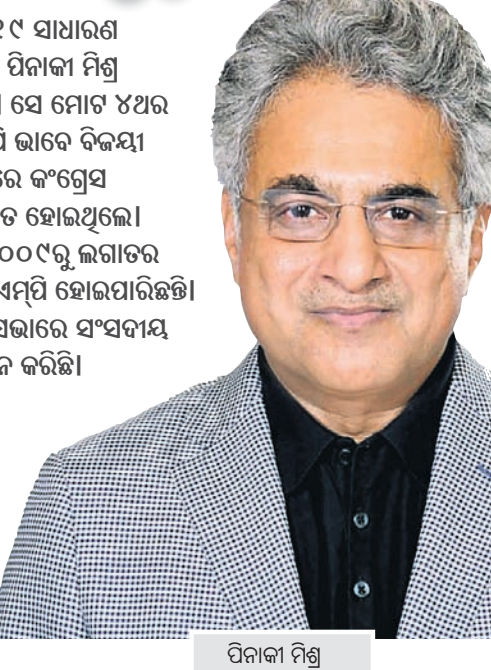 ୧୯ ସାଧାରଣ
ପିନାକୀ ମିଶ୍ର
ସେ ମୋଟ ୪ଥର
ଭାବେ ବିଜୟୀ
ରେ କଂଗ୍ରେସ
ହୋଇଥିଲେ।
୦୦୯ରୁ ଲଗାତର
ଏମ୍‌ପି ହୋଇପାରିଛନ୍ତି।
ସଭାରେ ସଂସଦୀୟ
କରିଛି।
ପିନାକୀ ମିଶ୍ର